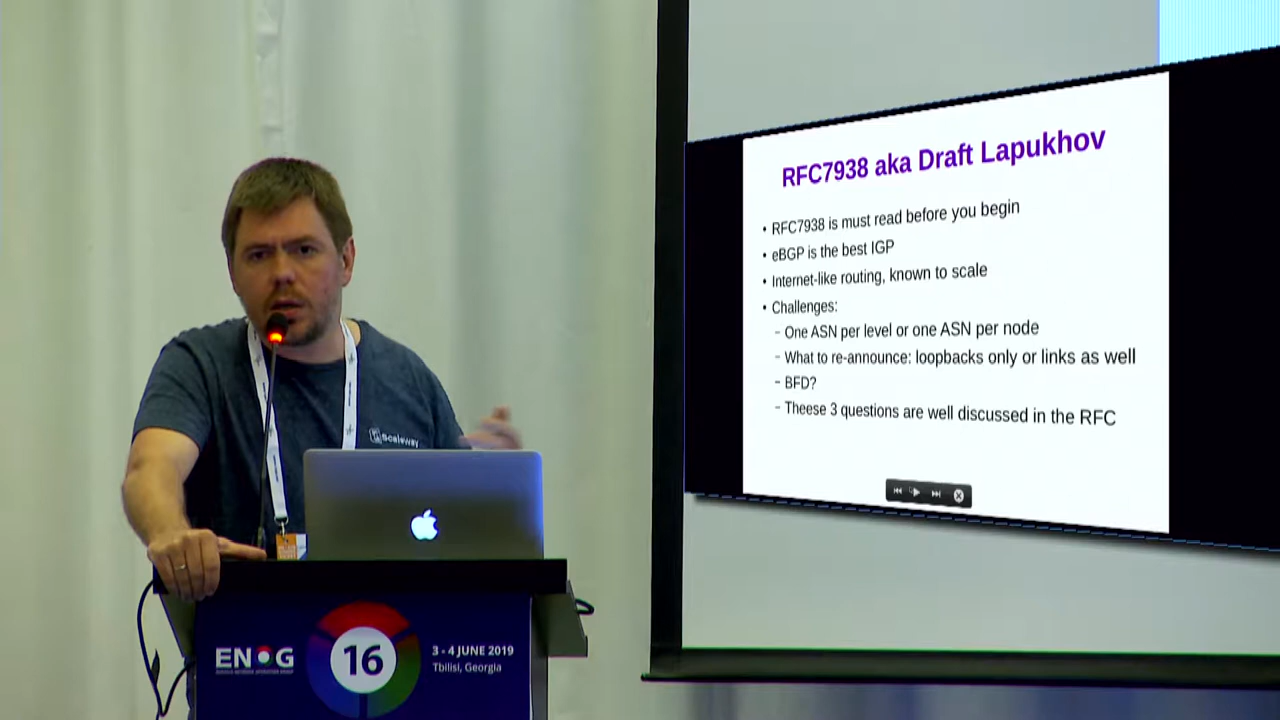 RFC7938 aka Draft Lapukhov
• RFC7938 is must read before you begin
• eBGP is the best IGP
• Internet-like routing, known to scale
• Challenges:
– One ASN per level or one ASN per node
– What to re-announce: loopbacks only or links as well
– BFD?
– Theese 3 questions are well discussed in the RFC
Scaleway
ENOG
16
3 - 4 JUNE 2019
Tbilisi, Georgia